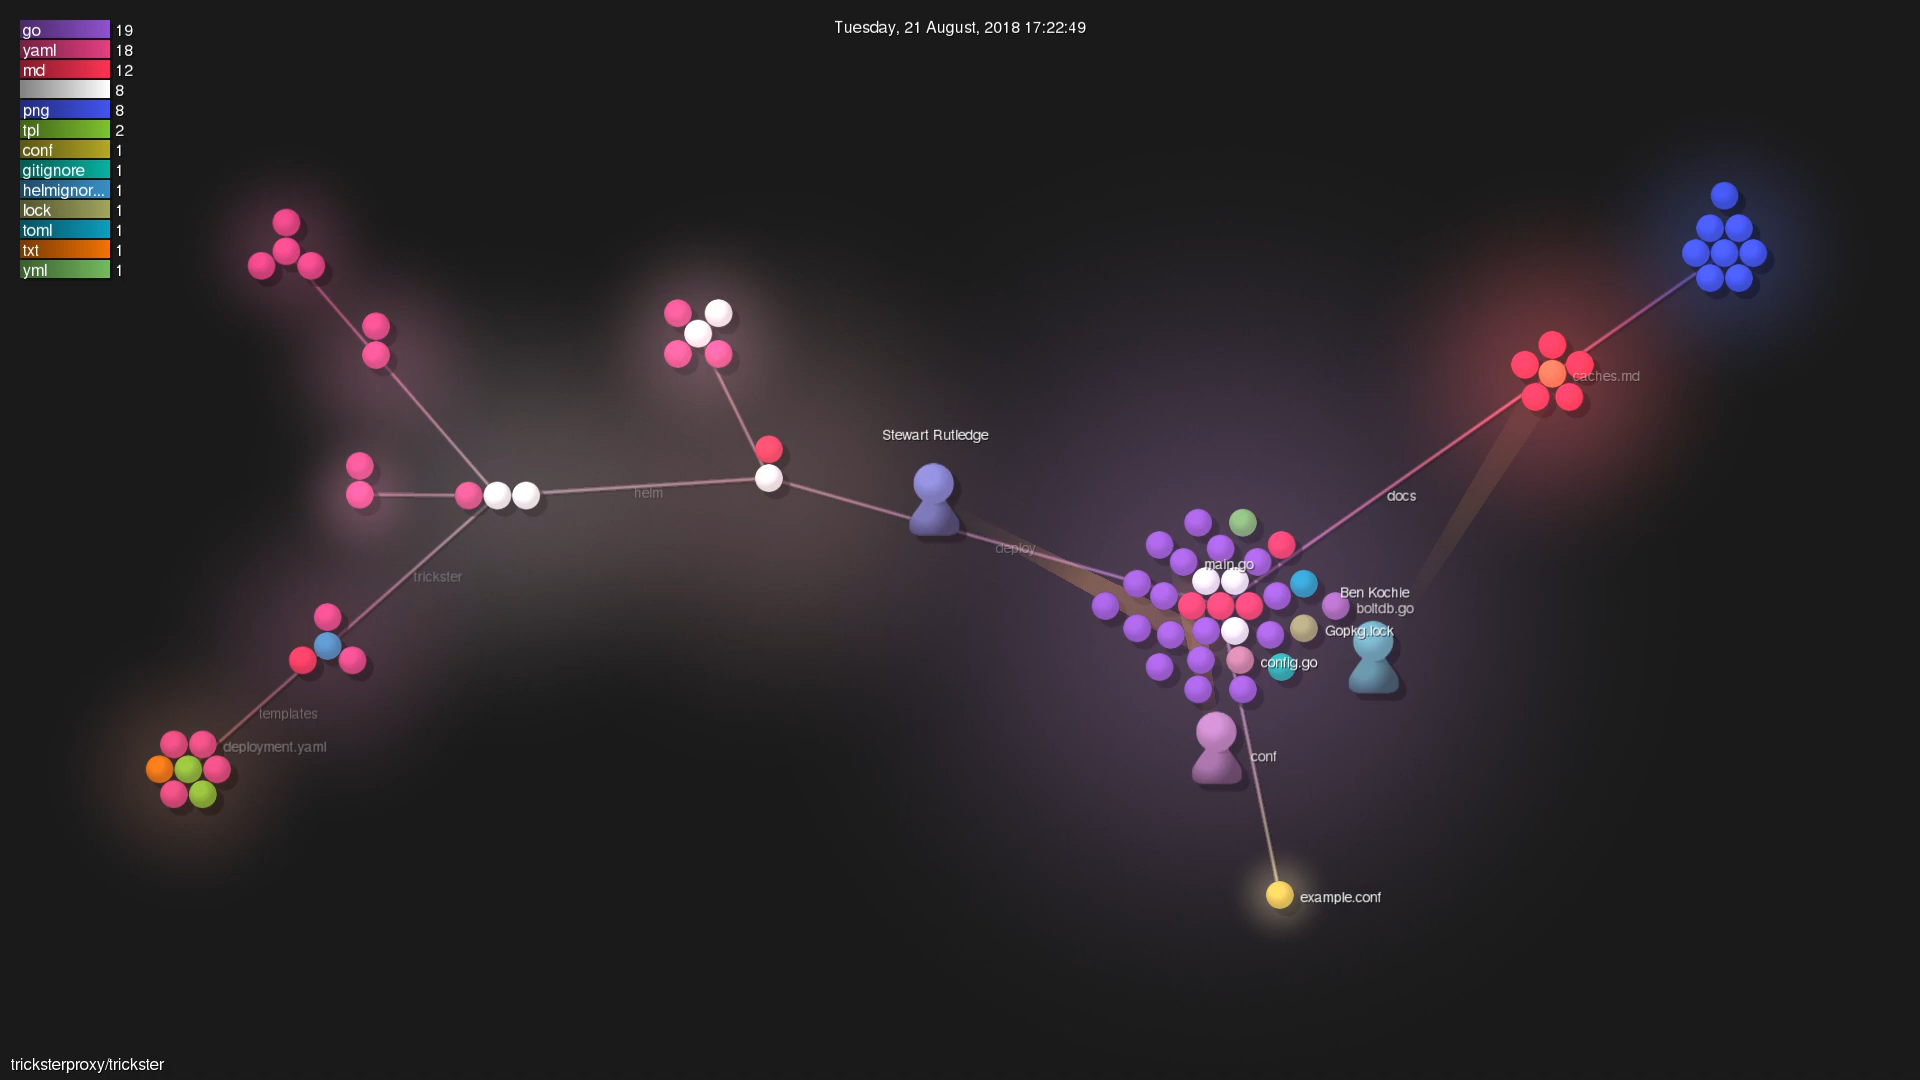 Tuesday, 21 August, 2018 17:22:49
go 19
yaml 18
md 12
8
png 8
tpl 2
conf 1
gitignore 1
helmignor... 1
lock 1
toml 1
txt 1
yml 1
caches.md
Stewart Rutledge
helm
docs
deploy
main.go
trickster
Ben Kochie
boltdb.go
Gopkg.lock
config.go
templates
deployment.yaml
conf
example.conf
tricksterproxy/trickster